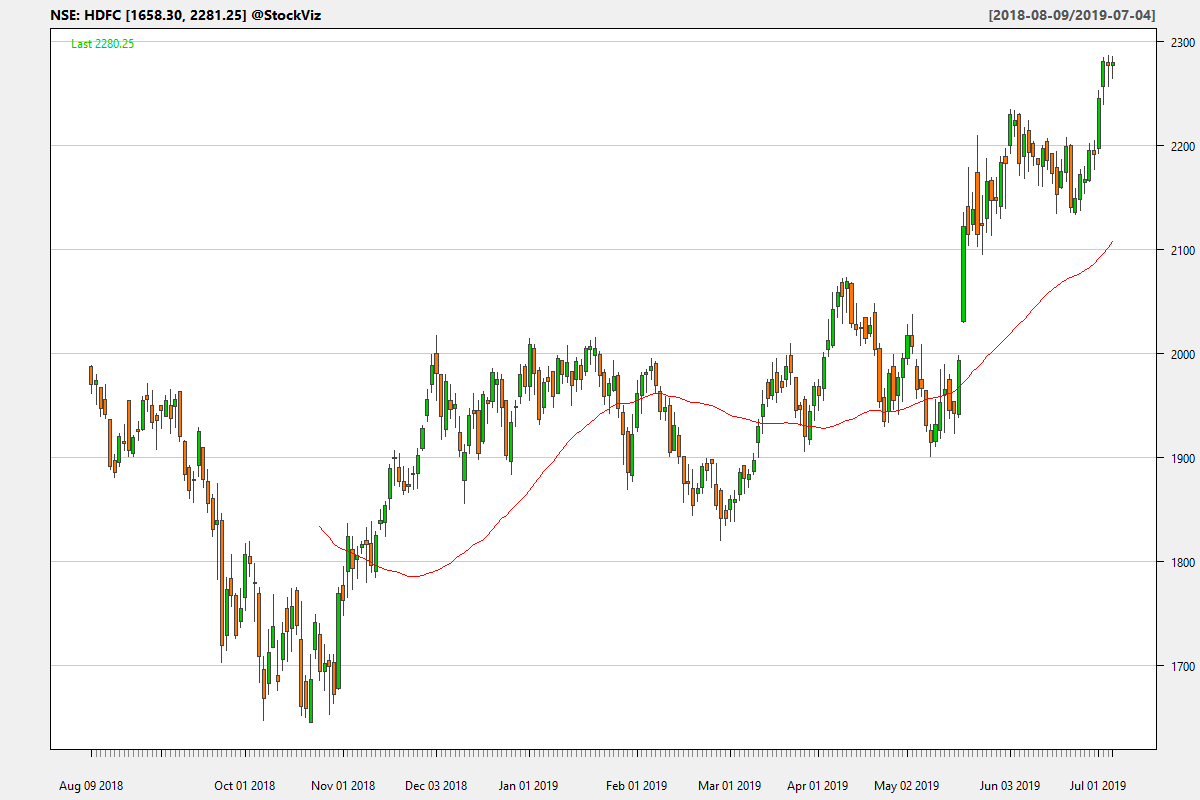 NSE: HDFC [1658.30, 2281.25] @StockViz
[2018-08-09/2019-07-04]
Last 2280.25
2300
2200
2100
2000
1900
1800
1700
Aug 09 2018
Oct 01 2018
Nov 01 2018
Dec 03 2018
Jan 01 2019
Feb 01 2019
Mar 01 2019
Apr 01 2019
May 02 2019
Jun 03 2019
Jul 01 2019